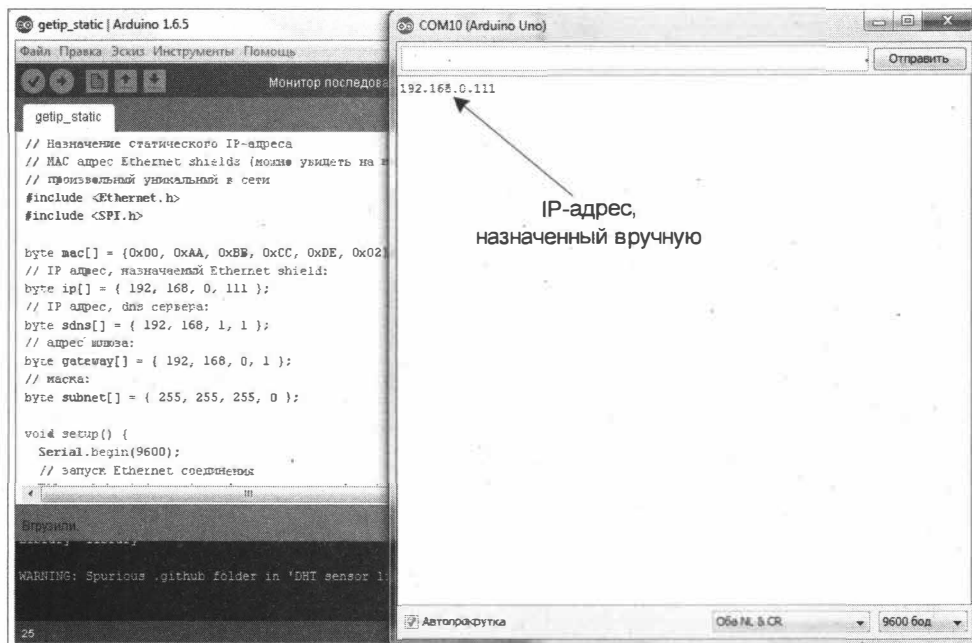 getip_static | Arduino 1.6.5
Файл Правка Эскиз Инструменты Помощь
Монитор последова
getip_static
// Назначение статического IP-адреса
// MAC адрес Ethernet shields (можно увидеть на
// произвольный уникальный в сети
#include <Ethernet.h>
#include <SPI.h>
byte mac[] = {0x00, 0xAA, 0xBB, 0xCC, 0xDE, 0x02}
// IP адрес, назначаемый Ethernet shield:
byte ip[] = { 192, 168, 0, 111 };
// IP адрес, dns сервера:
byte sdns[] = { 192, 168, 1, 1 };
// адрес шлюза:
byte gateway[] = { 192, 168, 0, 1 };
// маска:
byte subnet[] = { 255, 255, 255, 0 };
void setup() {
Serial.begin(9600);
// запуск Ethernet соединения
Вгрузили.
WARNING: Spurious .github folder in 'DHT sensor li
25
COM10 (Arduino Uno)
Отправить
192.168.0.111
IP-адрес,
назначенный вручную
Автопрокрутка
Оба NL & CR
9600 бод